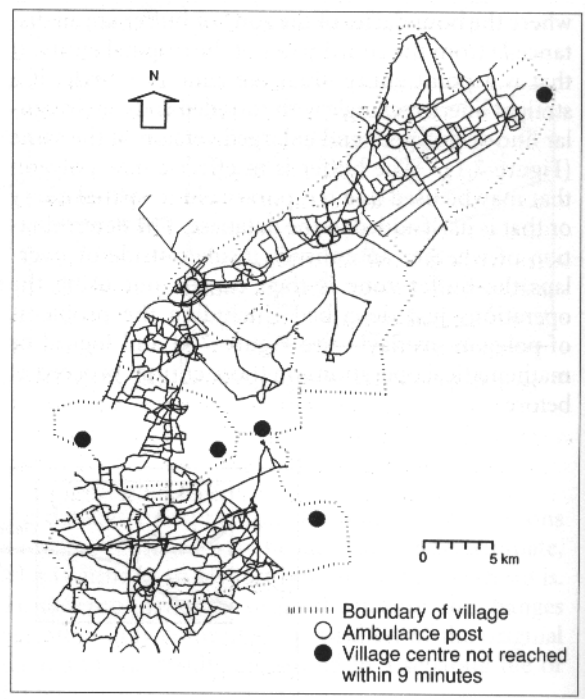 N
0
5 km
Boundary of village
Ambulance post
Village centre not reached
within 9 minutes